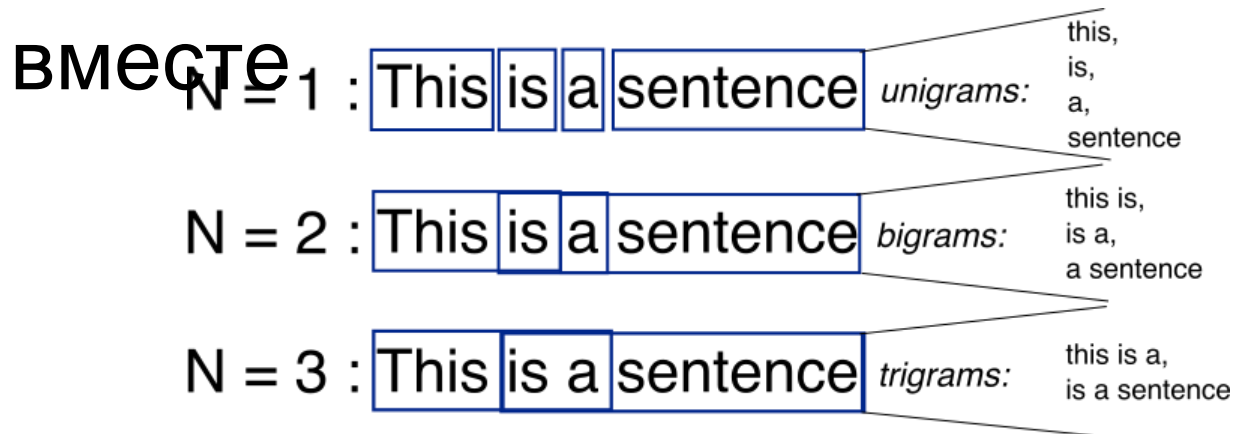 вместе
N = 1 : This is a sentence unigrams:
this,
is,
a,
sentence
N = 2 : This is a sentence bigrams:
this is,
is a,
a sentence
N = 3 : This is a sentence trigrams:
this is a,
is a sentence